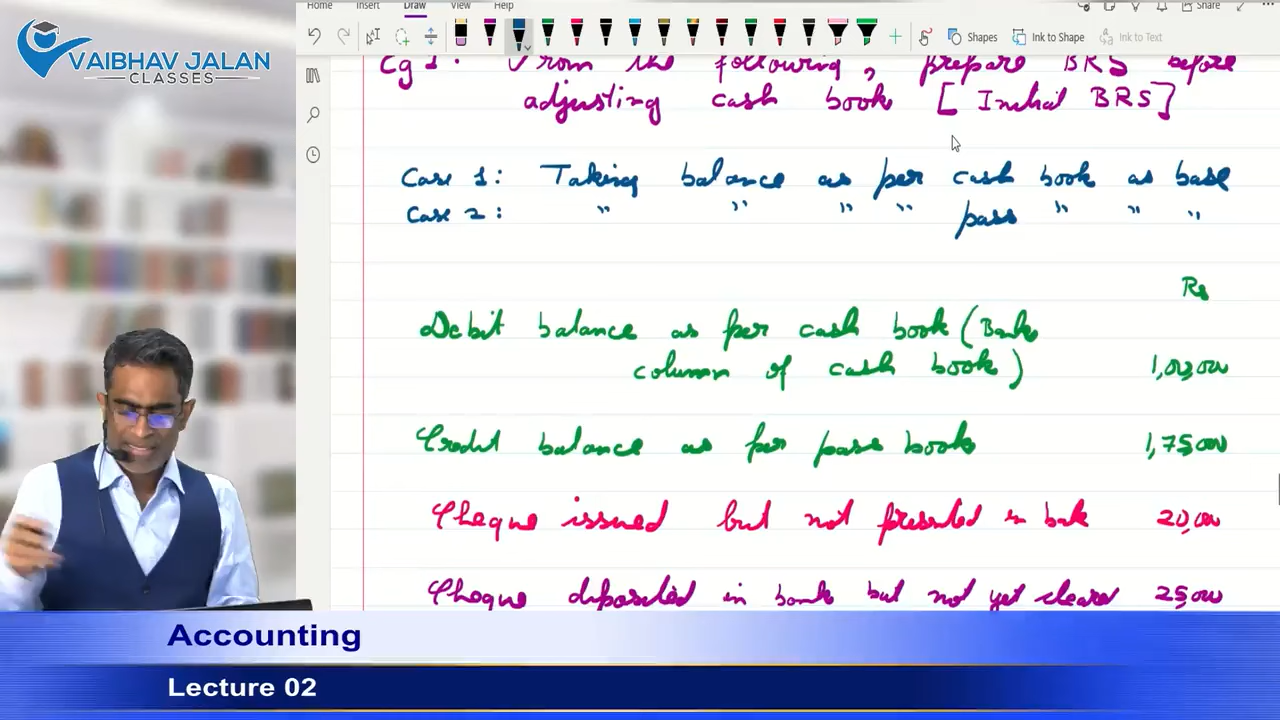 Home Insert Draw View Help Share
VAIBHAV JALAN
CLASSES
Shapes Ink to Shape Ink to Text
Eg 1: From the following, prepare BRS before
adjusting cash book [Initial BRS]
Case 1: Taking balance as per cash book as base
Case 2: " " " " pass " " "
Rs
Debit balance as per cash book (Bank
column of cash book) 1,00,000
Credit balance as per pass book 1,75,000
Cheque issued but not presented in bank 20,000
Cheque deposited in bank but not yet cleared 25,000
Accounting
Lecture 02